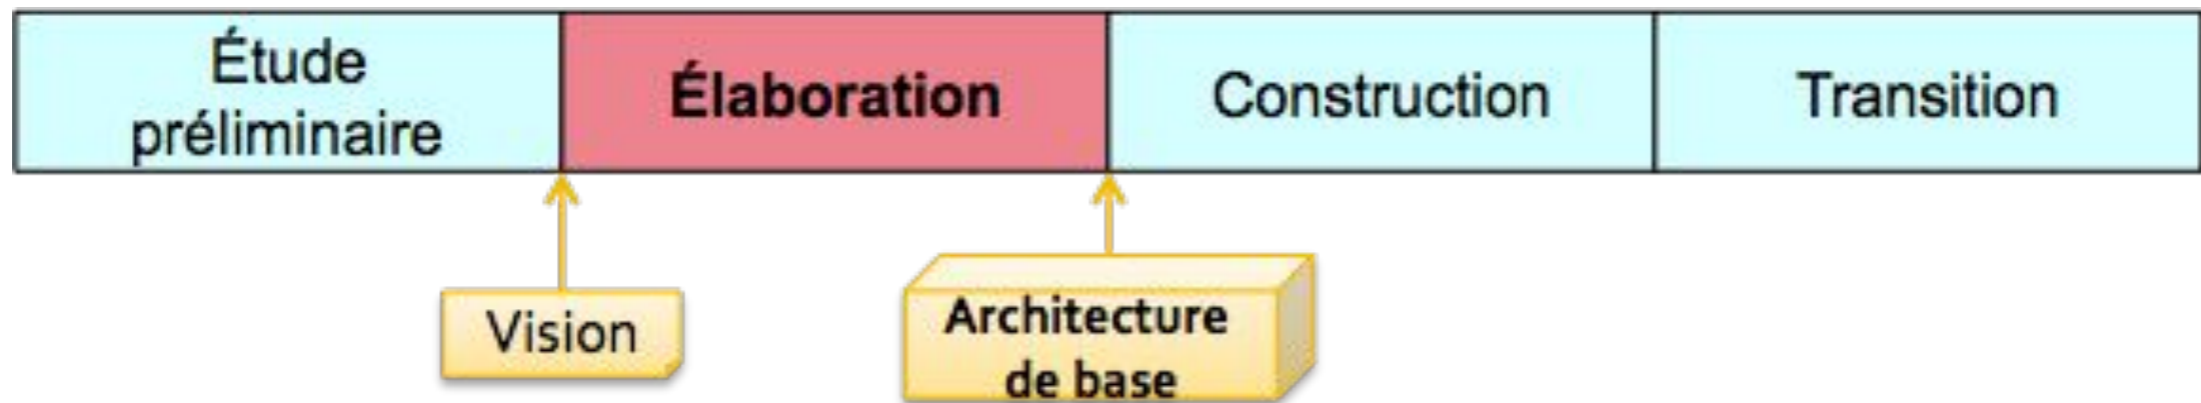 Étude
préliminaire
Élaboration
Construction
Transition
Vision
Architecture
de base